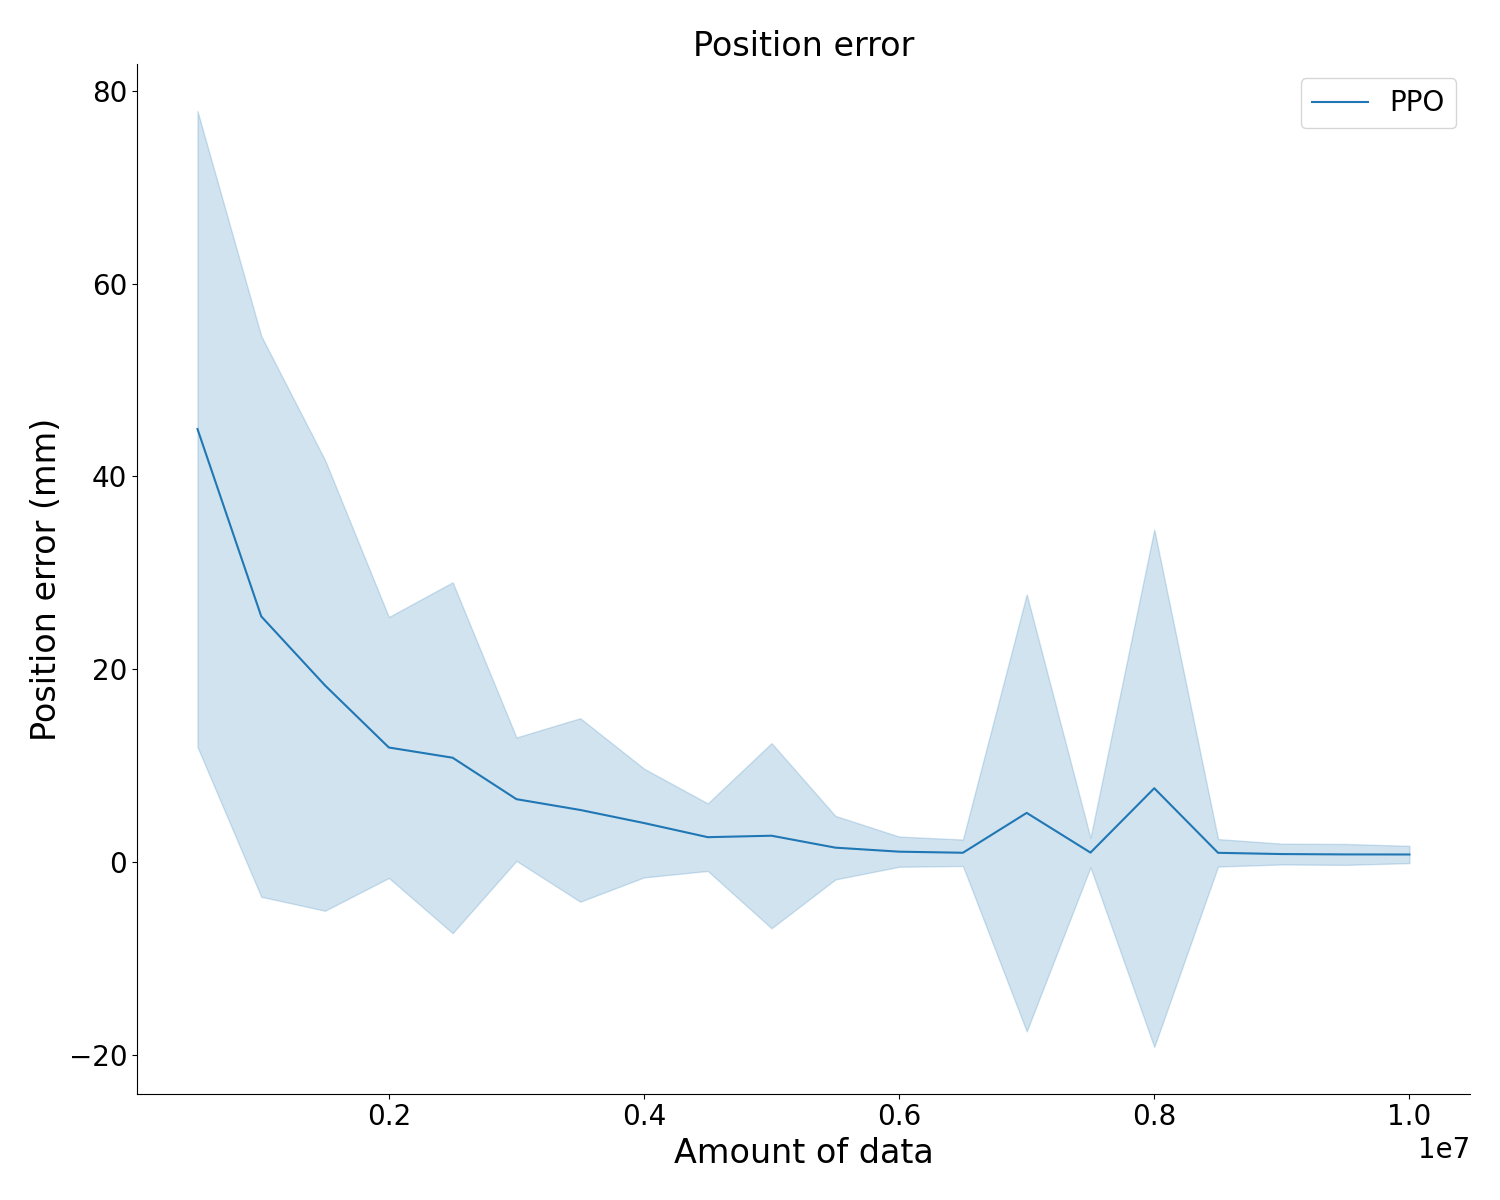 Position error
PPO
80
60
40
20
0
−20
Position error (mm)
0.2 0.4 0.6 0.8 1.0
1e7
Amount of data